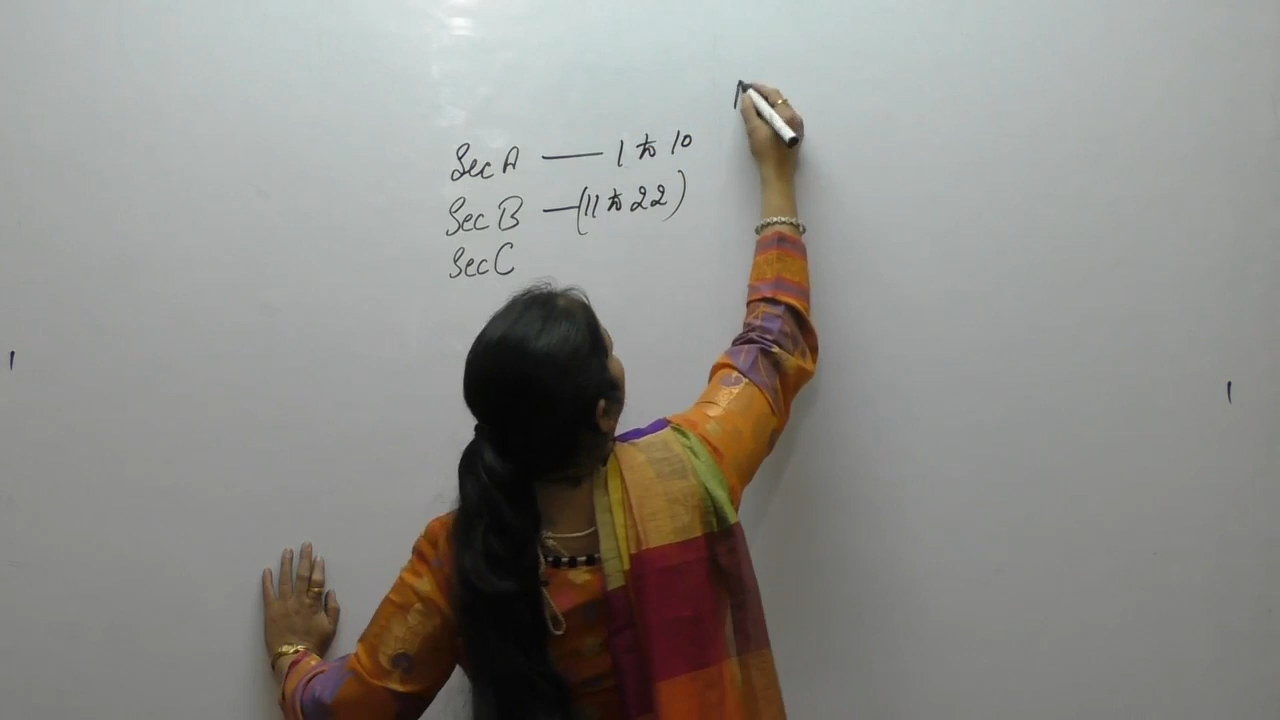 Sec A — 1 to 10
Sec B — (11 to 22)
Sec C